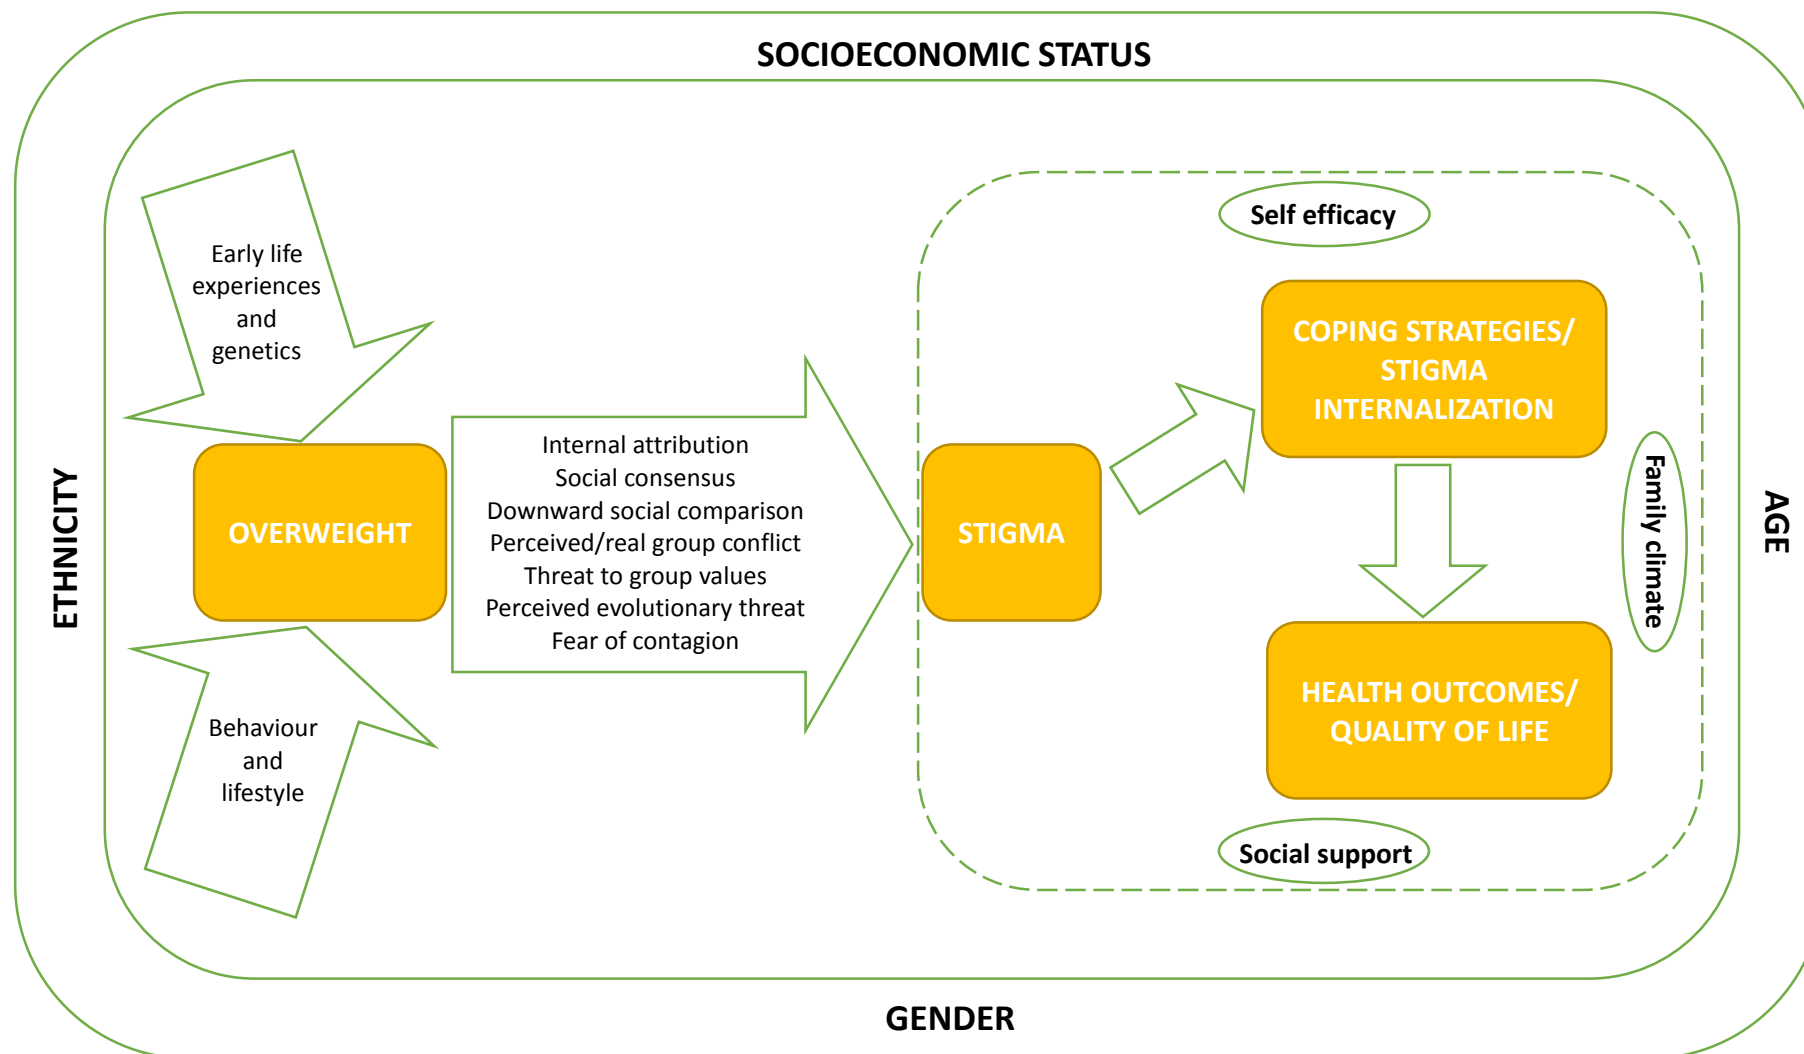 SOCIOECONOMIC STATUS
ETHNICITY
Early life
experiences
and
genetics
OVERWEIGHT
Behaviour
and
lifestyle
Internal attribution
Social consensus
Downward social comparison
Perceived/real group conflict
Threat to group values
Perceived evolutionary threat
Fear of contagion
STIGMA
Self efficacy
COPING STRATEGIES/
STIGMA
INTERNALIZATION
Family climate
HEALTH OUTCOMES/
QUALITY OF LIFE
Social support
AGE
GENDER